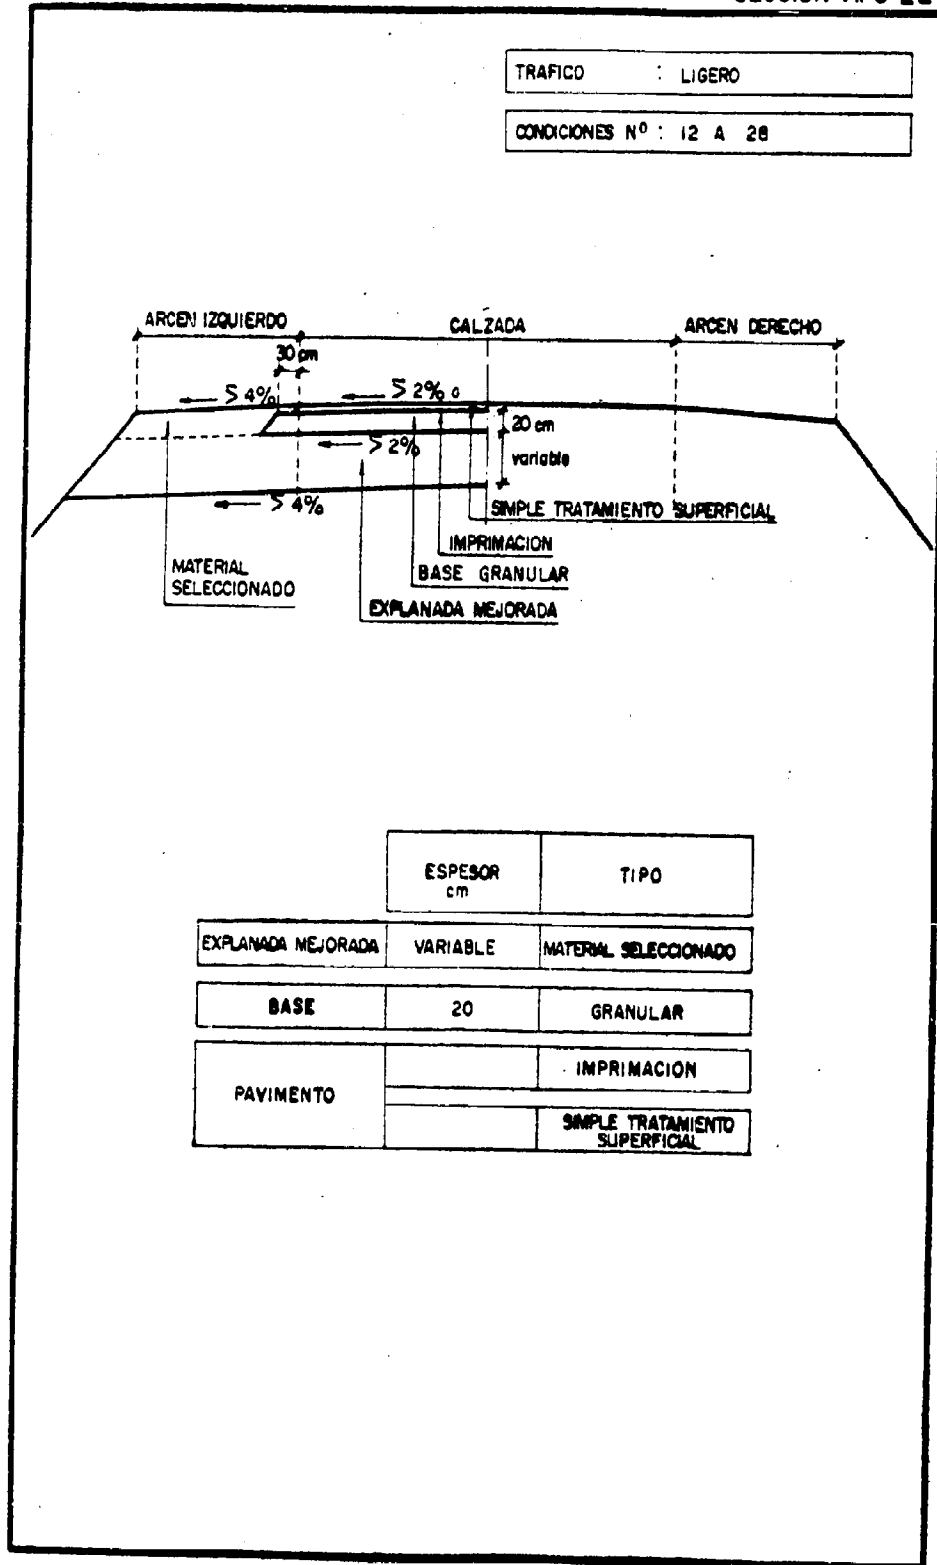 TRAFICO : LIGERO
CONDICIONES Nº : 12 A 28
ARCEN IZQUIERDO
CALZADA
ARCEN DERECHO
30 cm
≥ 4%
≥ 2%
20 cm
≥ 2%
variable
≥ 4%
SIMPLE TRATAMIENTO SUPERFICIAL
IMPRIMACION
MATERIAL
SELECCIONADO
BASE GRANULAR
EXPLANADA MEJORADA
ESPESOR
cm
TIPO
EXPLANADA MEJORADA VARIABLE MATERIAL SELECCIONADO
BASE 20 GRANULAR
PAVIMENTO
IMPRIMACION
SIMPLE TRATAMIENTO
SUPERFICIAL